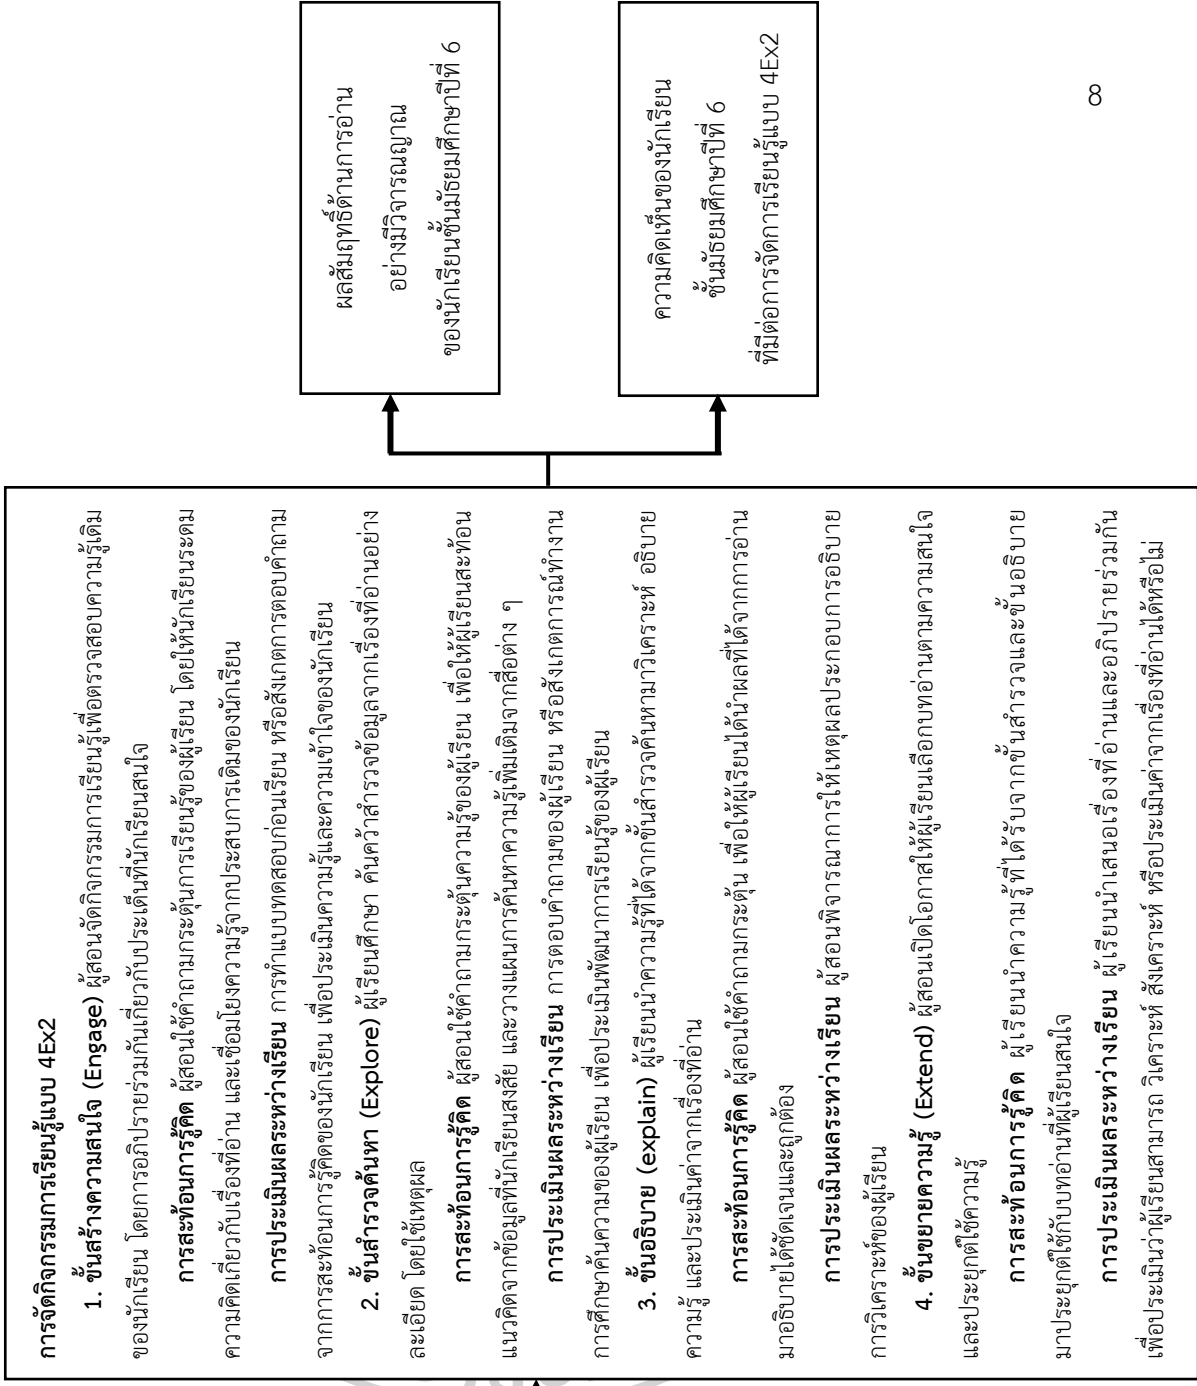 8
การจัดกิจกรรมการเรียนรู้แบบ 4Ex2
1. ขั้นสร้างความสนใจ (Engage) ผู้สอนจัดกิจกรรมการเรียนรู้เพื่อตรวจสอบความรู้เดิม
ของนักเรียน โดยการอภิปรายร่วมกันเกี่ยวกับประเด็นที่นักเรียนสนใจ
การสะท้อนการรู้คิด ผู้สอนใช้คำถามกระตุ้นการเรียนรู้ของผู้เรียน โดยให้นักเรียนระดม
ความคิดเกี่ยวกับเรื่องที่อ่าน และเชื่อมโยงความรู้จากประสบการเดิมของนักเรียน
การประเมินผลระหว่างเรียน การทำแบบทดสอบก่อนเรียน หรือสังเกตการตอบคำถาม
จากการสะท้อนการรู้คิดของนักเรียน เพื่อประเมินความรู้และความเข้าใจของนักเรียน
2. ขั้นสำรวจค้นหา (Explore) ผู้เรียนศึกษา ค้นคว้าสำรวจข้อมูลจากเรื่องที่อ่านอย่าง
ละเอียด โดยใช้เหตุผล
การสะท้อนการรู้คิด ผู้สอนใช้คำถามกระตุ้นความรู้ของผู้เรียน เพื่อให้ผู้เรียนสะท้อน
แนวคิดจากข้อมูลที่นักเรียนสงสัย และวางแผนการค้นหาความรู้เพิ่มเติมจากสื่อต่าง ๆ
การประเมินผลระหว่างเรียน การตอบคำถามของผู้เรียน หรือสังเกตการณ์ทำงาน
การศึกษาค้นความของผู้เรียน เพื่อประเมินพัฒนาการเรียนรู้ของผู้เรียน
3. ขั้นอธิบาย (explain) ผู้เรียนนำความรู้ที่ได้จากขั้นสำรวจค้นหามาวิเคราะห์ อธิบาย
ความรู้ และประเมินค่าจากเรื่องที่อ่าน
การสะท้อนการรู้คิด ผู้สอนใช้คำถามกระตุ้น เพื่อให้ผู้เรียนได้นำผลที่ได้จากการอ่าน
มาอธิบายได้ชัดเจนและถูกต้อง
การประเมินผลระหว่างเรียน ผู้สอนพิจารณาการให้เหตุผลประกอบการอธิบาย
การวิเคราะห์ของผู้เรียน
4. ขั้นขยายความรู้ (Extend) ผู้สอนเปิดโอกาสให้ผู้เรียนเลือกบทอ่านตามความสนใจ
และประยุกต์ใช้ความรู้
การสะท้อนการรู้คิด ผู้เรียนนำความรู้ที่ได้รับจากขั้นสำรวจและขั้นอธิบาย
มาประยุกต์ใช้กับบทอ่านที่ผู้เรียนสนใจ
การประเมินผลระหว่างเรียน ผู้เรียนนำเสนอเรื่องที่อ่านและอภิปรายร่วมกัน
เพื่อประเมินว่าผู้เรียนสามารถ วิเคราะห์ สังเคราะห์ หรือประเมินค่าจากเรื่องที่อ่านได้หรือไม่
ผลสัมฤทธิ์ด้านการอ่าน
อย่างมีวิจารณญาณ
ของนักเรียนชั้นมัธยมศึกษาปีที่ 6
ความคิดเห็นของนักเรียน
ชั้นมัธยมศึกษาปีที่ 6
ที่มีต่อการจัดการเรียนรู้แบบ 4Ex2